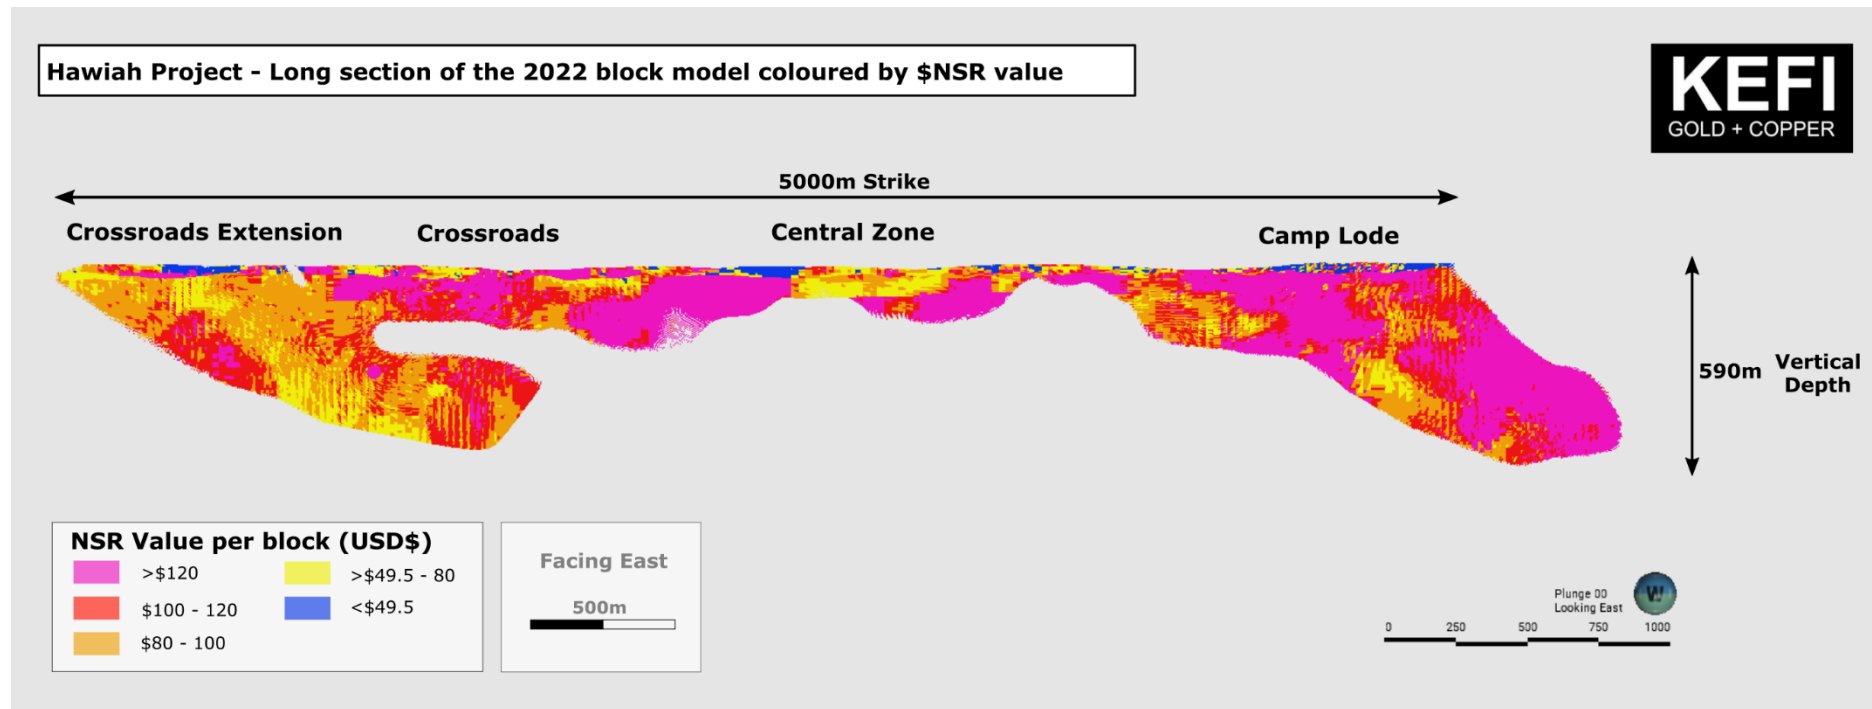 Hawiah Project - Long section of the 2022 block model coloured by $NSR value
KEFI
GOLD + COPPER
5000m Strike
Crossroads Extension
Crossroads
Central Zone
Camp Lode
590m
Vertical
Depth
NSR Value per block (USD$)
>$120
>$49.5 - 80
$100 - 120
<$49.5
$80 - 100
Facing East
500m
Plunge 00
Looking East
W
0 250 500 750 1000